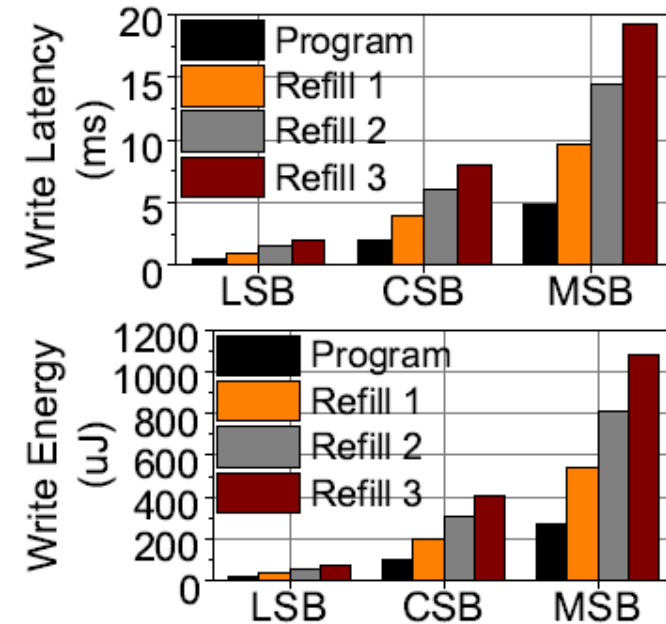 Write Latency
(ms)
20
15
10
5
0
Program
Refill 1
Refill 2
Refill 3
LSB CSB MSB
Write Energy
(uJ)
1200
1000
800
600
400
200
0
Program
Refill 1
Refill 2
Refill 3
LSB CSB MSB